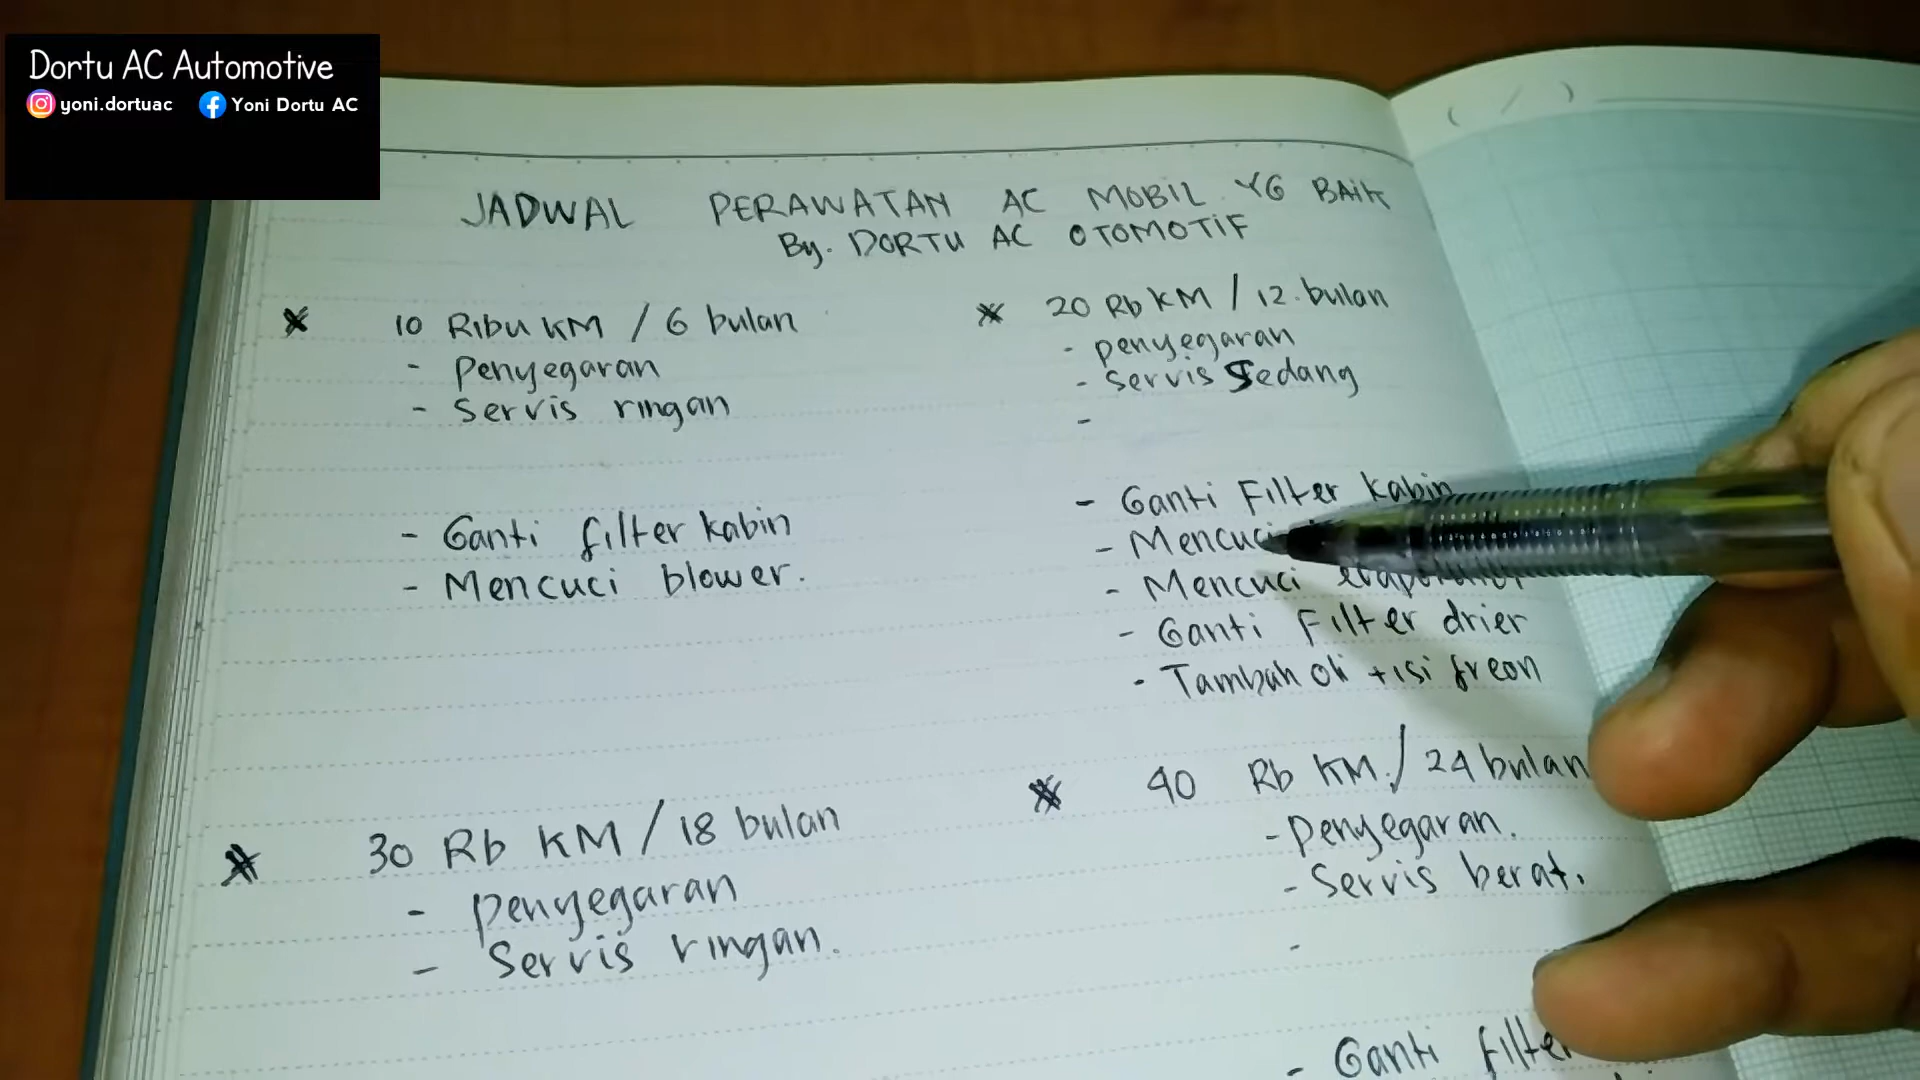 Dortu AC Automotive
yoni.dortuac Yoni Dortu AC
( / )
JADWAL PERAWATAN AC MOBIL YG BAIK
By. DORTU AC OTOMOTIF
* 10 Ribu KM / 6 bulan
- Penyegaran
- Servis ringan
- Ganti filter kabin
- Mencuci blower.
* 20 Rb KM / 12 bulan
- penyegaran
- Servis Sedang
-
- Ganti Filter Kabin
- Mencuci
- Mencuci evaporator
- Ganti Filter drier
- Tambah Oli + isi freon
* 30 Rb KM / 18 bulan
- penyegaran
- Servis ringan.
* 40 Rb KM / 24 bulan
- Penyegaran.
- Servis berat.
-
- Ganti filter